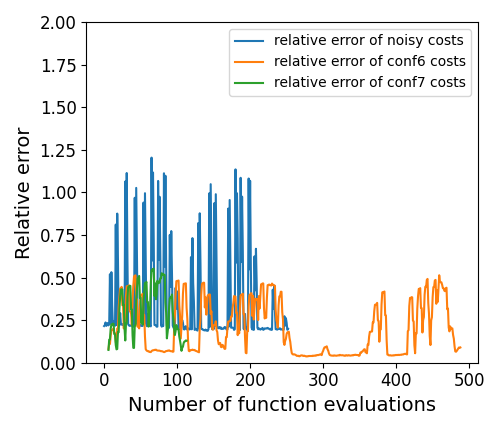 2.00
1.75
1.50
1.25
1.00
0.75
0.50
0.25
0.00
Relative error
relative error of noisy costs
relative error of conf6 costs
relative error of conf7 costs
0 100 200 300 400 500
Number of function evaluations